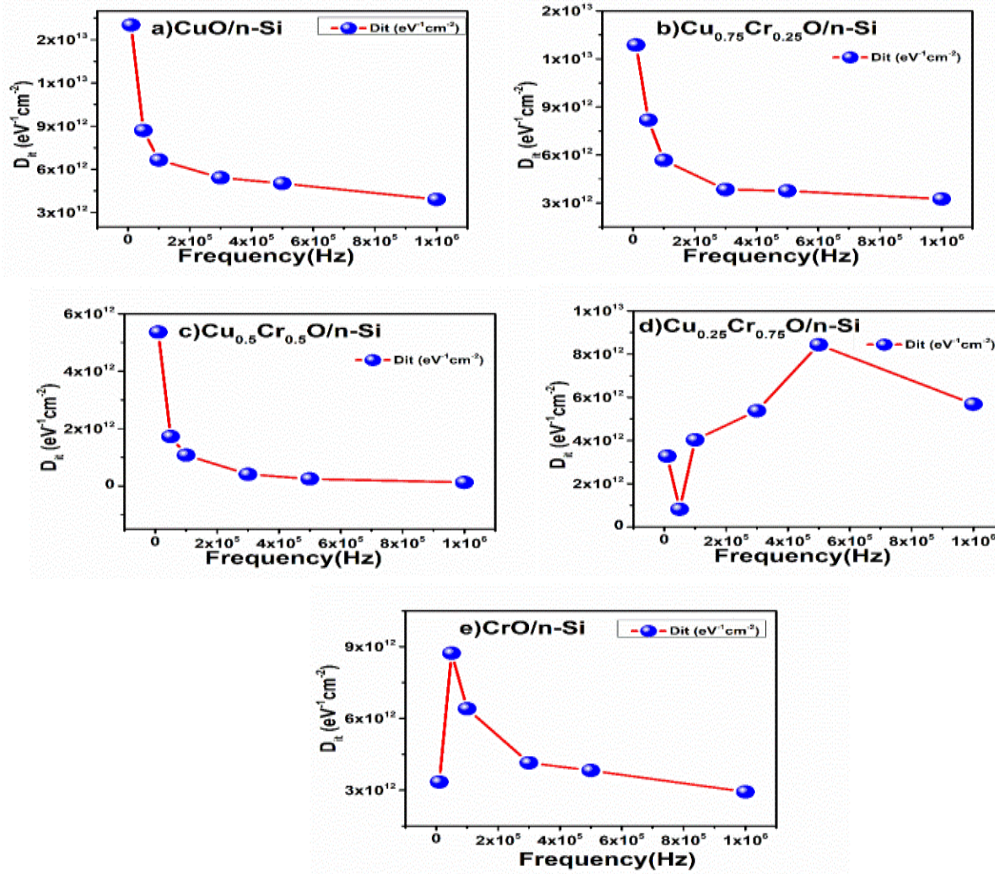 a)CuO/n-Si
Dit (eV⁻¹cm⁻²)
2x10¹³
1x10¹³
9x10¹²
6x10¹²
3x10¹²
D_it (eV⁻¹cm⁻²)
0 2x10⁵ 4x10⁵ 6x10⁵ 8x10⁵ 1x10⁶
Frequency(Hz)
b)Cu₀.₇₅Cr₀.₂₅O/n-Si
Dit (eV⁻¹cm⁻²)
2x10¹³
1x10¹³
9x10¹²
6x10¹²
3x10¹²
D_it (eV⁻¹cm⁻²)
0 2x10⁵ 4x10⁵ 6x10⁵ 8x10⁵ 1x10⁶
Frequency(Hz)
c)Cu₀.₅Cr₀.₅O/n-Si
Dit (eV⁻¹cm⁻²)
6x10¹²
4x10¹²
2x10¹²
0
D_it (eV⁻¹cm⁻²)
0 2x10⁵ 4x10⁵ 6x10⁵ 8x10⁵ 1x10⁶
Frequency(Hz)
d)Cu₀.₂₅Cr₀.₇₅O/n-Si
Dit (eV⁻¹cm⁻²)
1x10¹³
8x10¹²
6x10¹²
4x10¹²
2x10¹²
0
D_it (eV⁻¹cm⁻²)
0 2x10⁵ 4x10⁵ 6x10⁵ 8x10⁵ 1x10⁶
Frequency(Hz)
e)CrO/n-Si
Dit (eV⁻¹cm⁻²)
9x10¹²
6x10¹²
3x10¹²
D_it (eV⁻¹cm⁻²)
0 2x10⁵ 4x10⁵ 6x10⁵ 8x10⁵ 1x10⁶
Frequency(Hz)